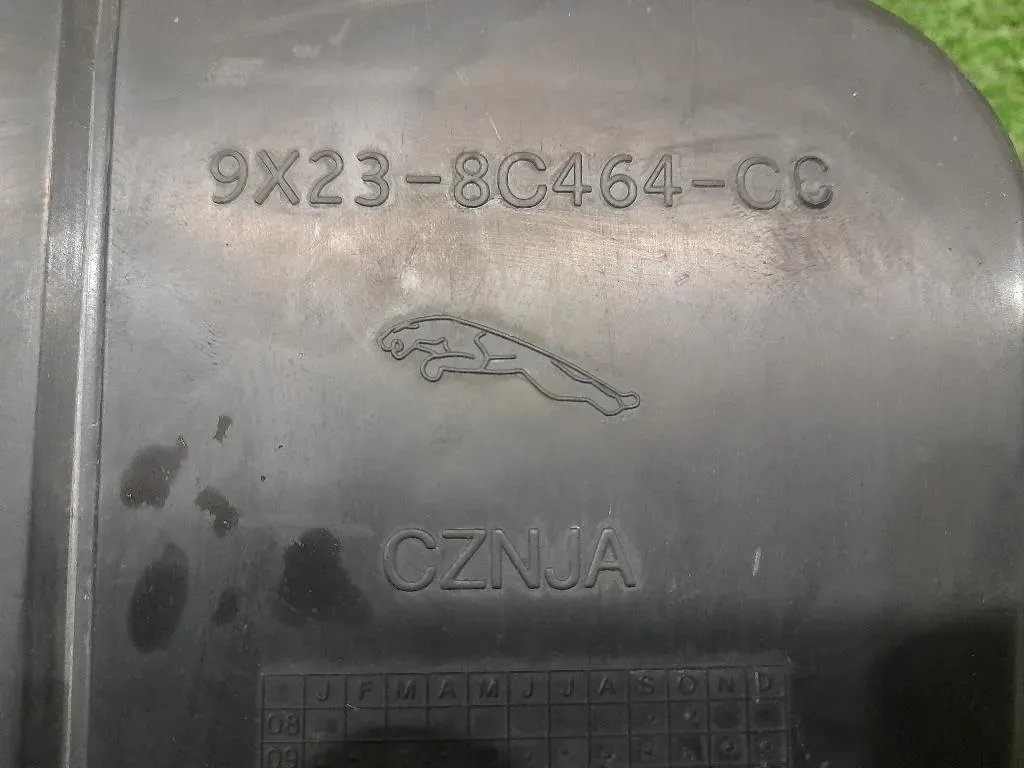 9X23-8C464-CC
CZNJA
J F M A M J J A S O N D
08
09